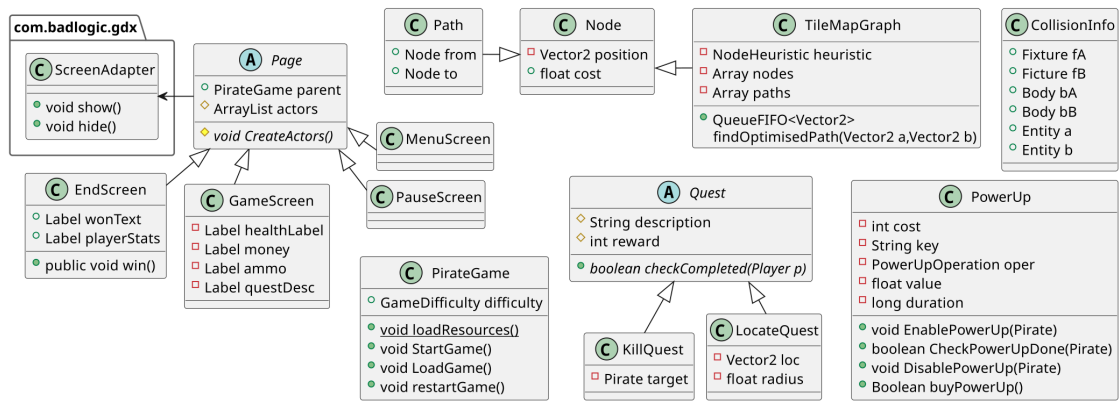 com.badlogic.gdx
C ScreenAdapter
void show()
void hide()
A Page
PirateGame parent
ArrayList actors
void CreateActors()
C Path
Node from
Node to
C Node
Vector2 position
float cost
C TileMapGraph
NodeHeuristic heuristic
Array nodes
Array paths
QueueFIFO<Vector2>
findOptimisedPath(Vector2 a,Vector2 b)
C CollisionInfo
Fixture fA
Ficture fB
Body bA
Body bB
Entity a
Entity b
C MenuScreen
C EndScreen
Label wonText
Label playerStats
public void win()
C GameScreen
Label healthLabel
Label money
Label ammo
Label questDesc
C PauseScreen
C PirateGame
GameDifficulty difficulty
void loadResources()
void StartGame()
void LoadGame()
void restartGame()
A Quest
String description
int reward
boolean checkCompleted(Player p)
C KillQuest
Pirate target
C LocateQuest
Vector2 loc
float radius
C PowerUp
int cost
String key
PowerUpOperation oper
float value
long duration
void EnablePowerUp(Pirate)
boolean CheckPowerUpDone(Pirate)
void DisablePowerUp(Pirate)
Boolean buyPowerUp()